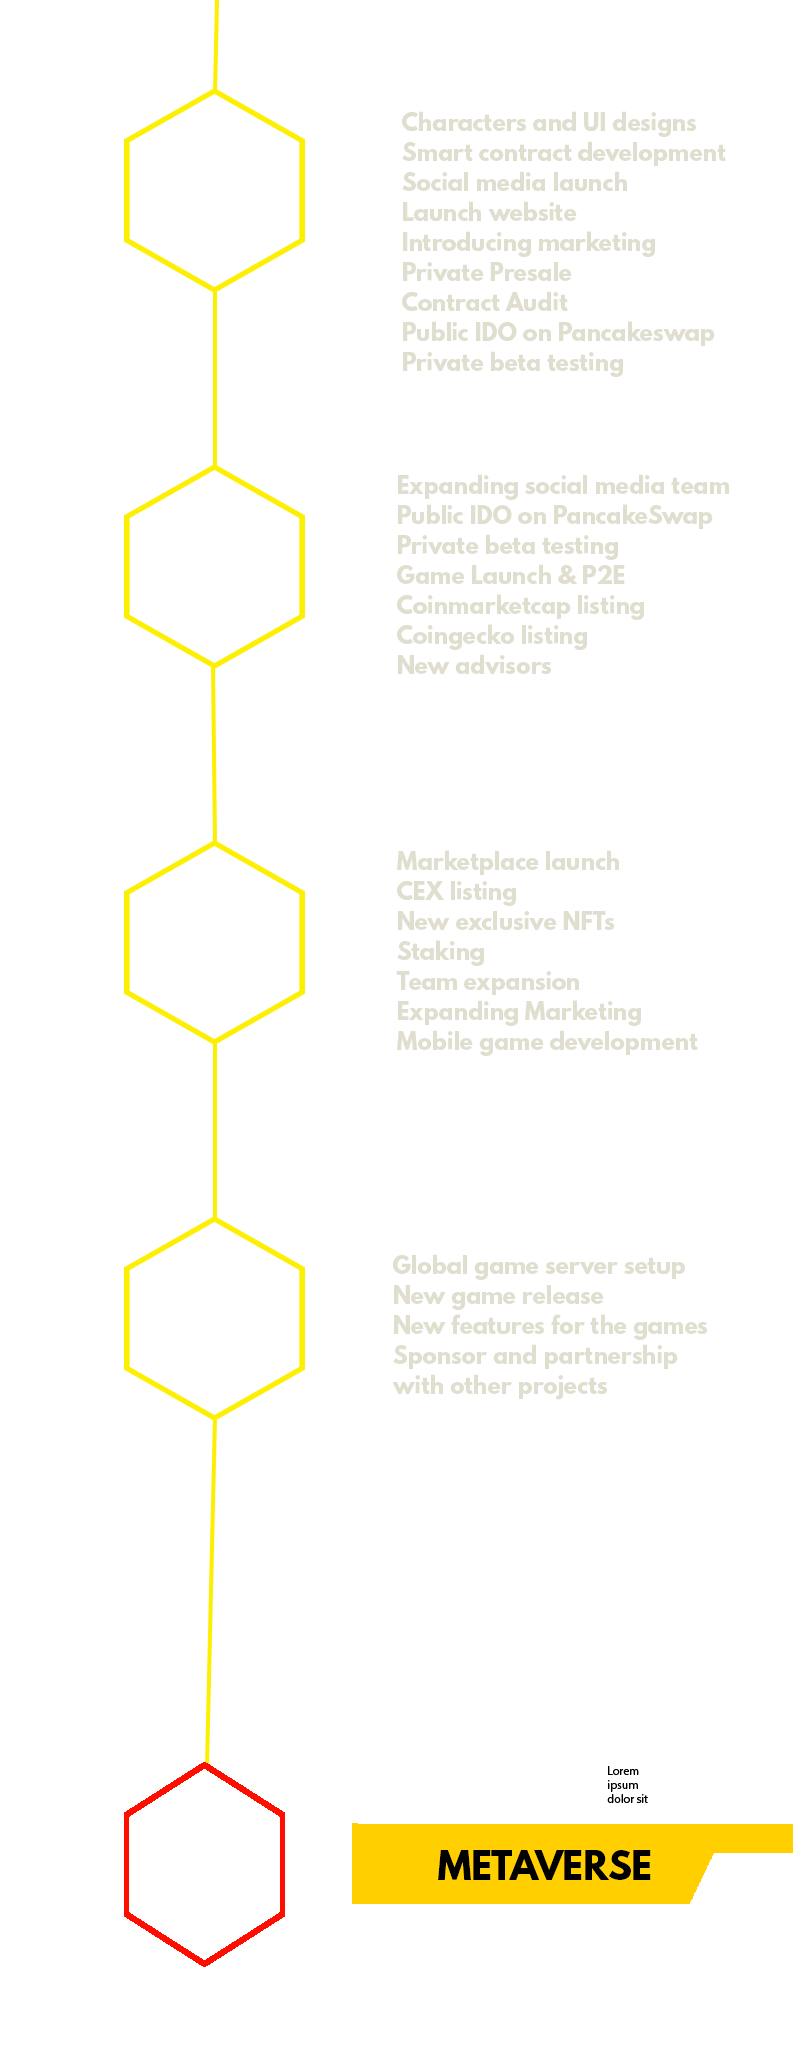 Characters and UI designs
Smart contract development
Social media launch
Launch website
Introducing marketing
Private Presale
Contract Audit
Public IDO on Pancakeswap
Private beta testing
Expanding social media team
Public IDO on PancakeSwap
Private beta testing
Game Launch & P2E
Coinmarketcap listing
Coingecko listing
New advisors
Marketplace launch
CEX listing
New exclusive NFTs
Staking
Team expansion
Expanding Marketing
Mobile game development
Global game server setup
New game release
New features for the games
Sponsor and partnership
with other projects
Lorem
ipsum
dolor sit
METAVERSE